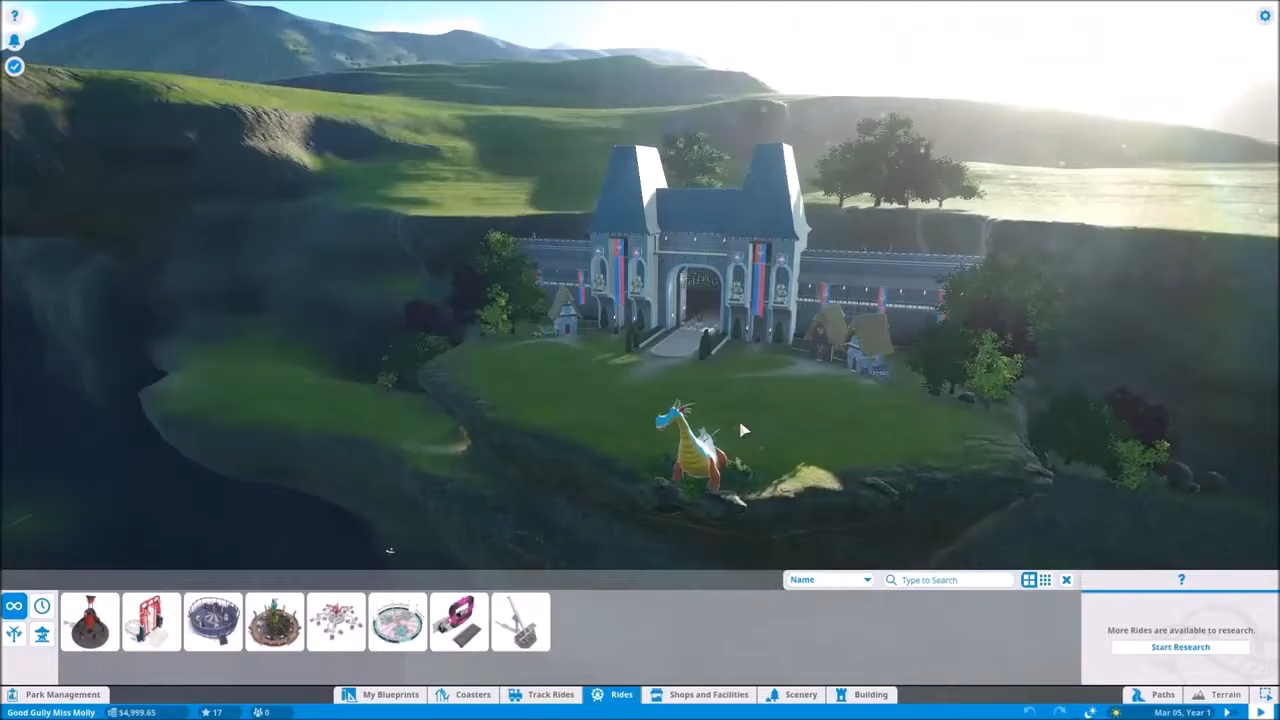 Name
Type to Search
?
?
More Rides are available to research.
Start Research
Park Management
My Blueprints
Coasters
Track Rides
Rides
Shops and Facilities
Scenery
Building
Paths
Terrain
Good Gully Miss Molly
$4,999.65
17
0
Mar 05, Year 1